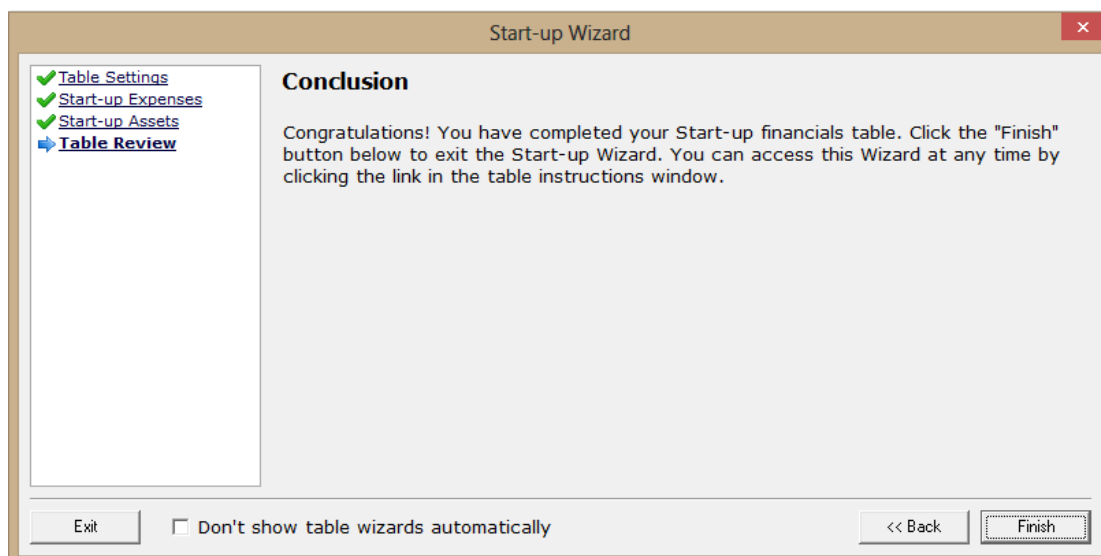 Start-up Wizard
Table Settings
Start-up Expenses
Start-up Assets
Table Review
Conclusion
Congratulations! You have completed your Start-up financials table. Click the "Finish"
button below to exit the Start-up Wizard. You can access this Wizard at any time by
clicking the link in the table instructions window.
Exit
Don't show table wizards automatically
<< Back
Finish